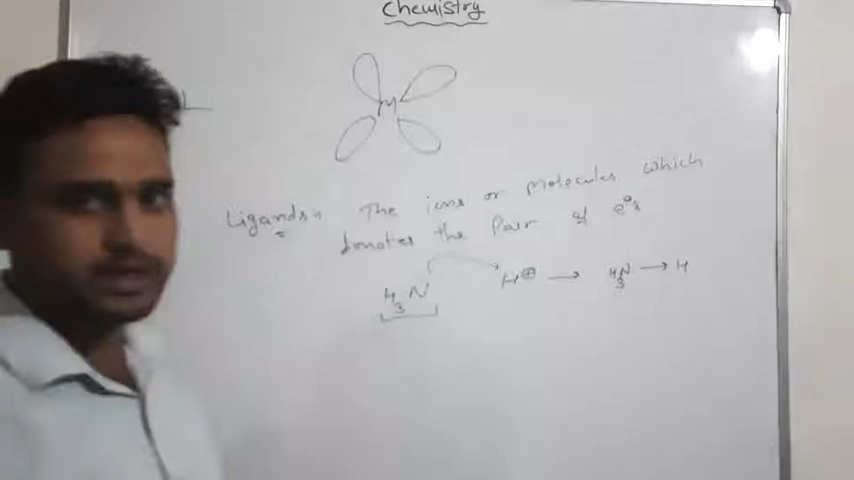 Chemistry
M
Ligands:- The ions or molecules which
donates the Pair of e⁻s
H₃N H⊕ → H₃N → H